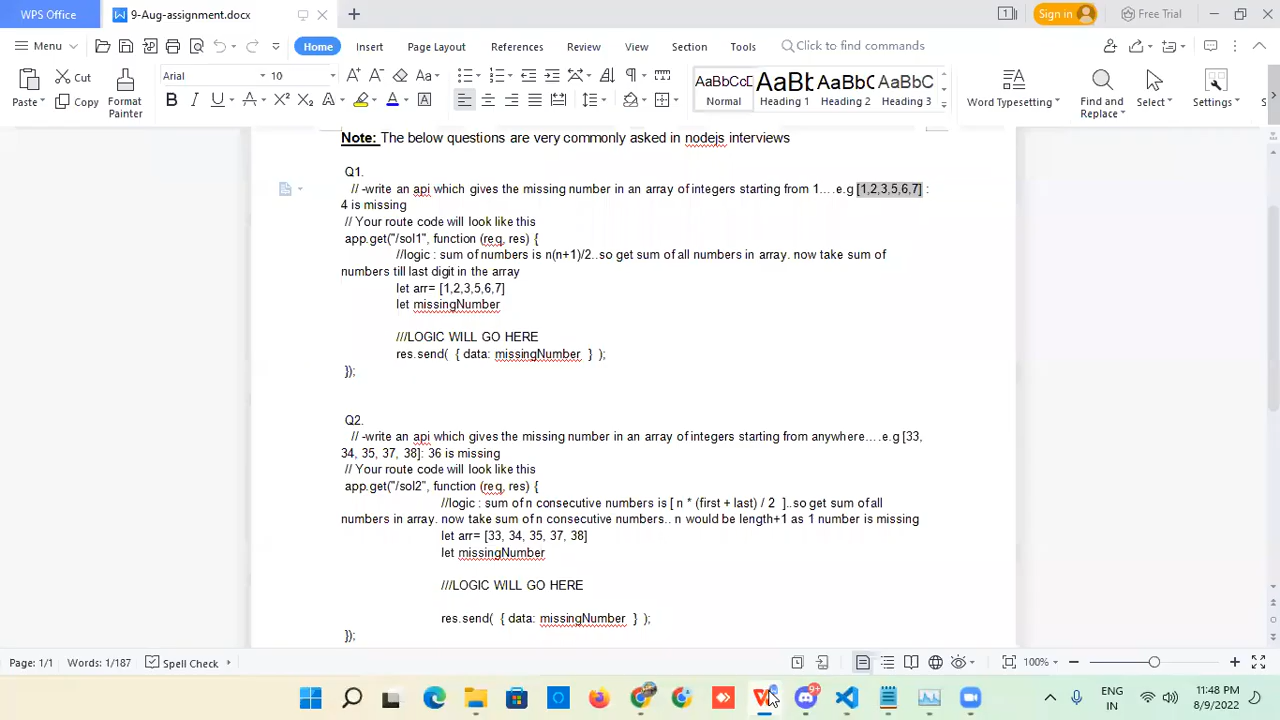 WPS Office
9-Aug-assignment.docx
Sign in
Free Trial
Menu
Home
Insert
Page Layout
References
Review
View
Section
Tools
Click to find commands
Paste
Cut
Copy
Format Painter
Arial
10
AaBbCcD
Normal
AaBb
Heading 1
AaBbC
Heading 2
AaBbC
Heading 3
Word Typesetting
Find and Replace
Select
Settings
Note: The below questions are very commonly asked in nodejs interviews
Q1.
// -write an api which gives the missing number in an array of integers starting from 1….e.g [1,2,3,5,6,7] :
4 is missing
// Your route code will look like this
app.get("/sol1", function (req, res) {
//logic : sum of numbers is n(n+1)/2..so get sum of all numbers in array. now take sum of
numbers till last digit in the array
let arr= [1,2,3,5,6,7]
let missingNumber
///LOGIC WILL GO HERE
res.send( { data: missingNumber } );
});
Q2.
// -write an api which gives the missing number in an array of integers starting from anywhere….e.g [33,
34, 35, 37, 38]: 36 is missing
// Your route code will look like this
app.get("/sol2", function (req, res) {
//logic : sum of n consecutive numbers is [ n * (first + last) / 2 ]..so get sum of all
numbers in array. now take sum of n consecutive numbers.. n would be length+1 as 1 number is missing
let arr= [33, 34, 35, 37, 38]
let missingNumber
///LOGIC WILL GO HERE
res.send( { data: missingNumber } );
});
Page: 1/1
Words: 1/187
Spell Check
100%
ENG
IN
11:48 PM
8/9/2022